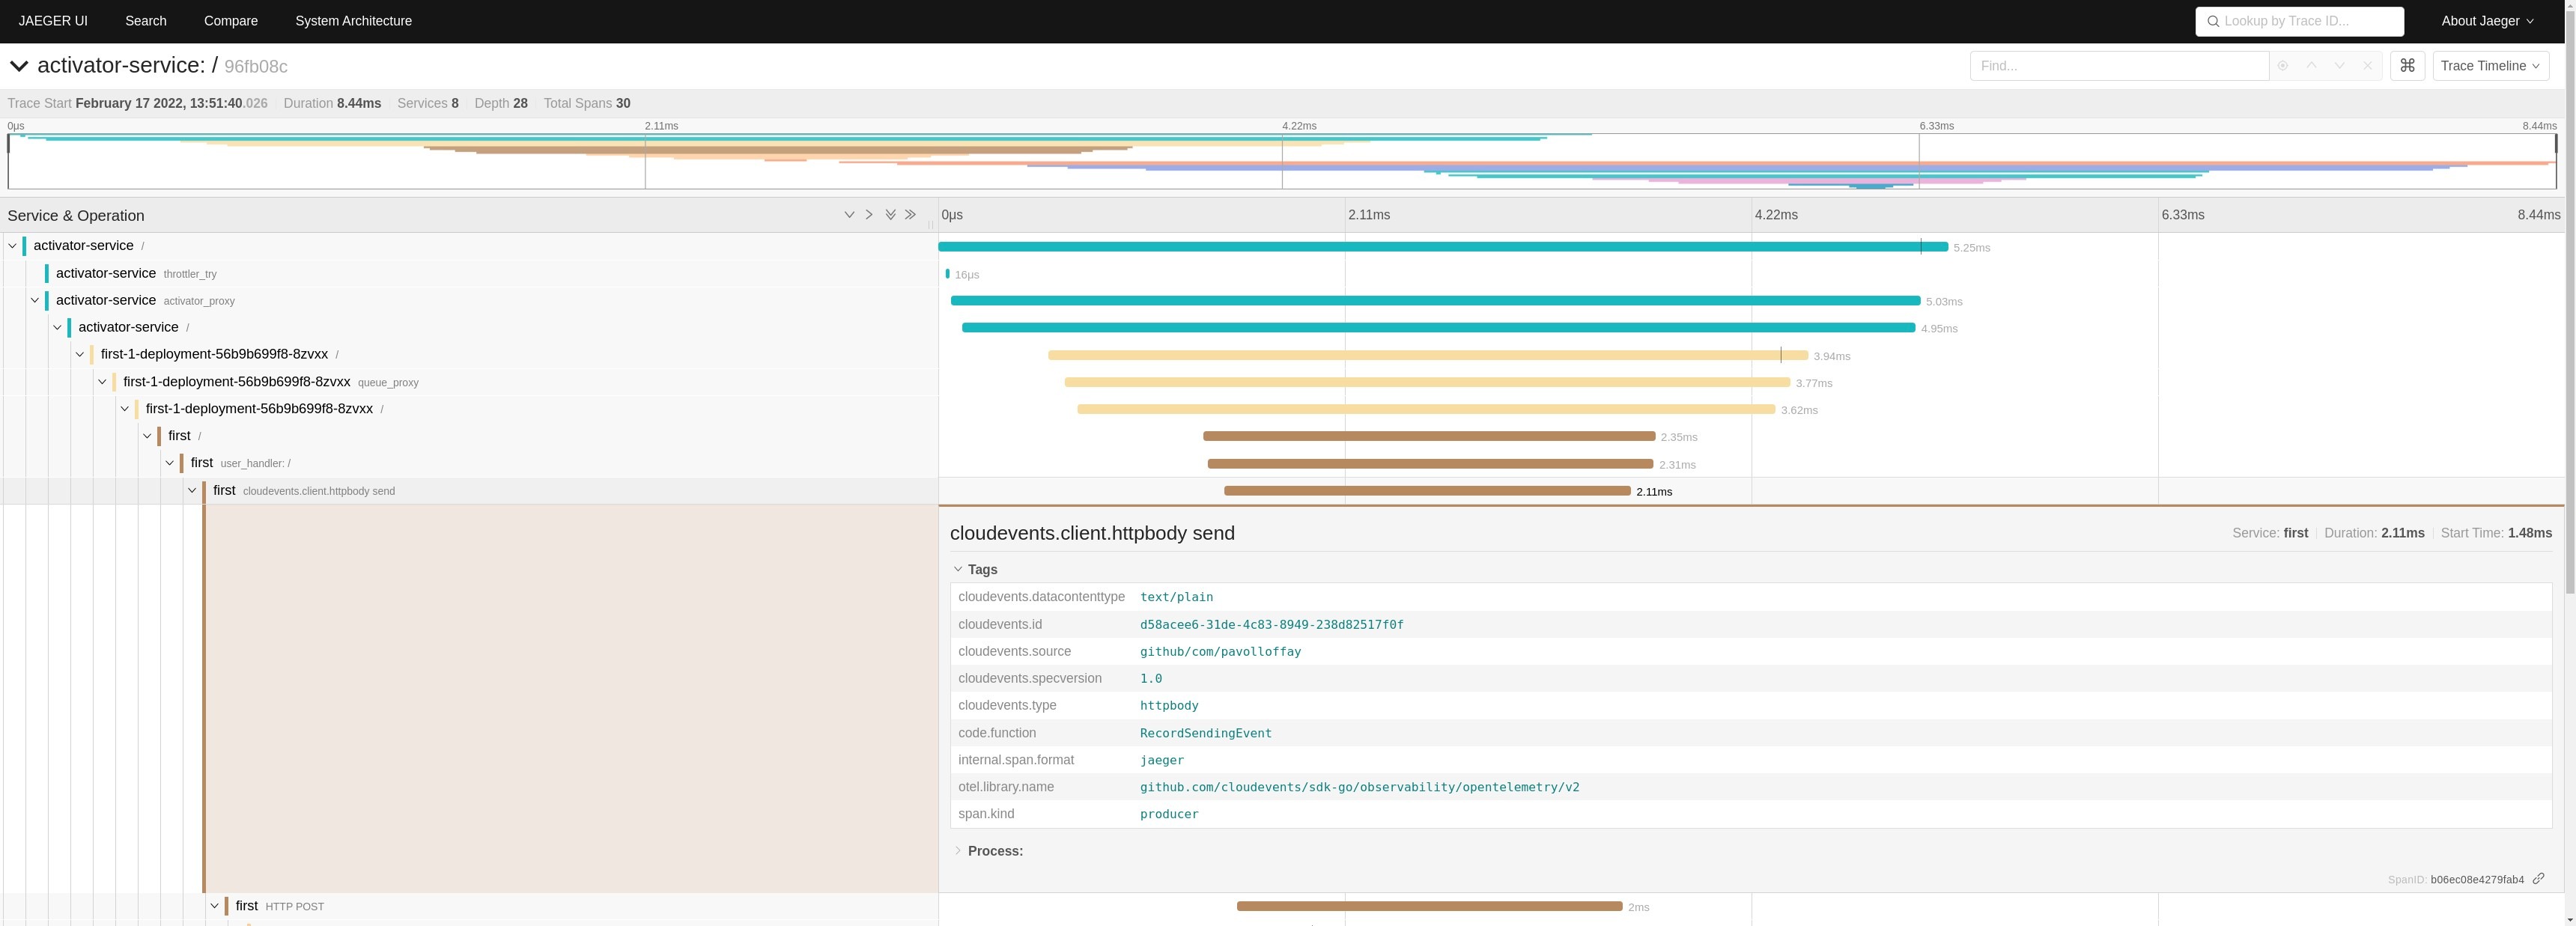 JAEGER UI Search Compare System Architecture Lookup by Trace ID... About Jaeger
activator-service: / 96fb08c Find... ⌘ Trace Timeline
Trace Start February 17 2022, 13:51:40.026 Duration 8.44ms Services 8 Depth 28 Total Spans 30
0μs 2.11ms 4.22ms 6.33ms 8.44ms
Service & Operation 0μs 2.11ms 4.22ms 6.33ms 8.44ms
activator-service / 5.25ms
activator-service throttler_try 16μs
activator-service activator_proxy 5.03ms
activator-service / 4.95ms
first-1-deployment-56b9b699f8-8zvxx / 3.94ms
first-1-deployment-56b9b699f8-8zvxx queue_proxy 3.77ms
first-1-deployment-56b9b699f8-8zvxx / 3.62ms
first / 2.35ms
first user_handler: / 2.31ms
first cloudevents.client.httpbody send 2.11ms
cloudevents.client.httpbody send Service: first Duration: 2.11ms Start Time: 1.48ms
Tags
cloudevents.datacontenttype text/plain
cloudevents.id d58acee6-31de-4c83-8949-238d82517f0f
cloudevents.source github/com/pavolloffay
cloudevents.specversion 1.0
cloudevents.type httpbody
code.function RecordSendingEvent
internal.span.format jaeger
otel.library.name github.com/cloudevents/sdk-go/observability/opentelemetry/v2
span.kind producer
Process:
SpanID: b06ec08e4279fab4
first HTTP POST 2ms